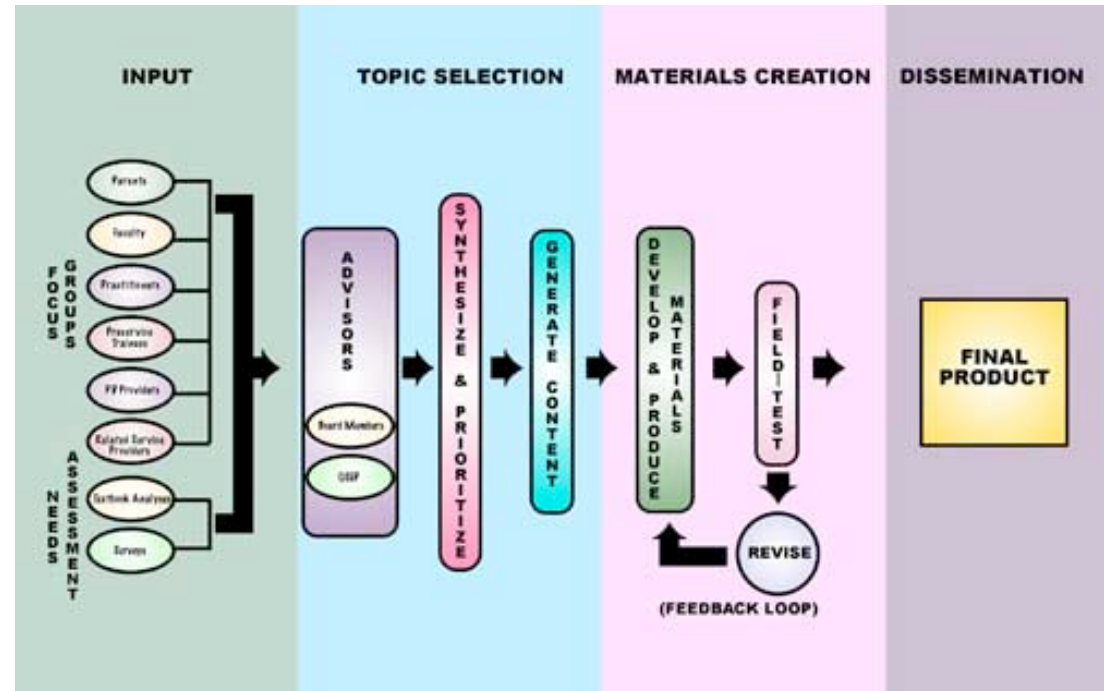 INPUT
TOPIC SELECTION
MATERIALS CREATION
DISSEMINATION
FOCUS
GROUPS
Parents
Faculty
Practitioners
Preservice
Trainees
PD Providers
Related Service
Providers
NEEDS
ASSESSMENT
Textbook Analyses
Surveys
ADVISORS
Board Members
OSEP
SYNTHESIZE & PRIORITIZE
GENERATE CONTENT
DEVELOP & PRODUCE
MATERIALS
FIELD-TEST
REVISE
(FEEDBACK LOOP)
FINAL
PRODUCT